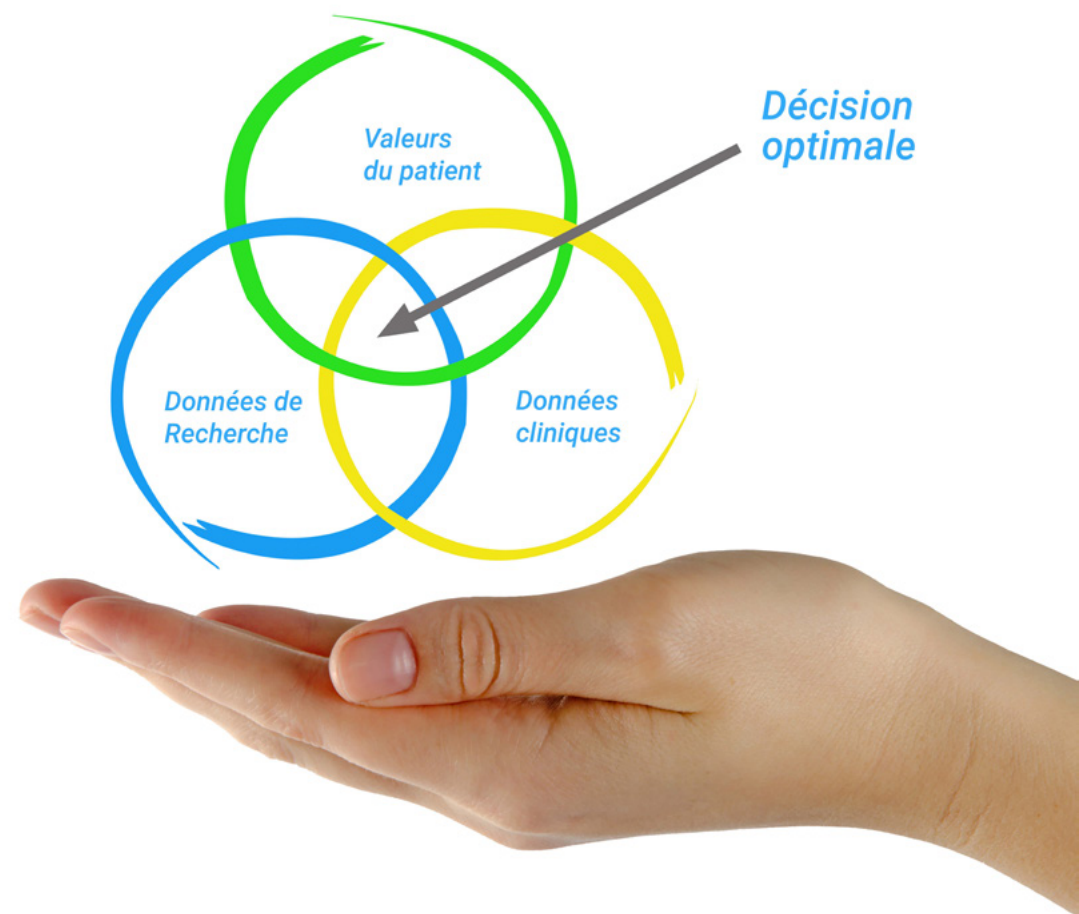 Valeurs
du patient
Décision
optimale
Données de
Recherche
Données
cliniques